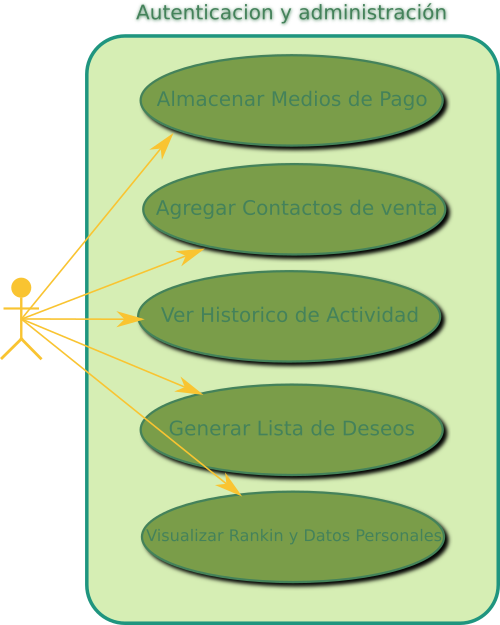 Autenticacion y administración
Almacenar Medios de Pago
Agregar Contactos de venta
Ver Historico de Actividad
Generar Lista de Deseos
Visualizar Rankin y Datos Personales